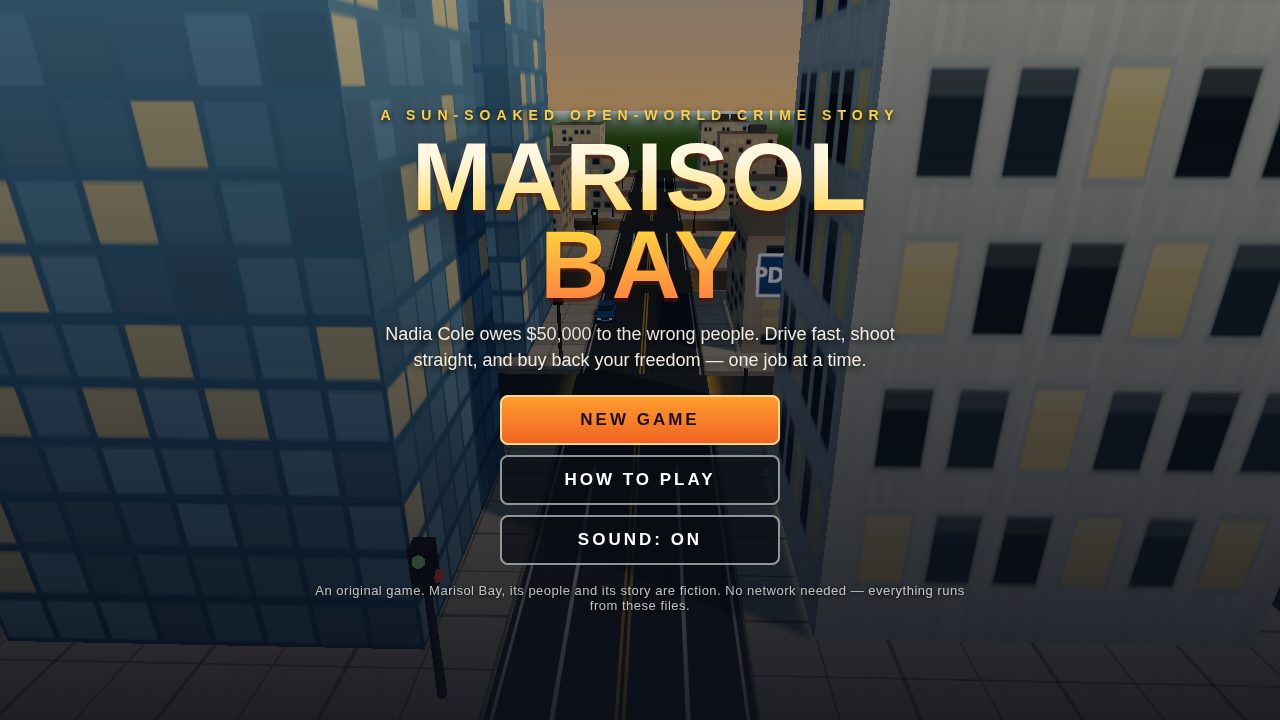 A SUN-SOAKED OPEN-WORLD CRIME STORY
MARISOL
BAY
PD
Nadia Cole owes $50,000 to the wrong people. Drive fast, shoot
straight, and buy back your freedom — one job at a time.
NEW GAME
HOW TO PLAY
SOUND: ON
An original game. Marisol Bay, its people and its story are fiction. No network needed — everything runs
from these files.